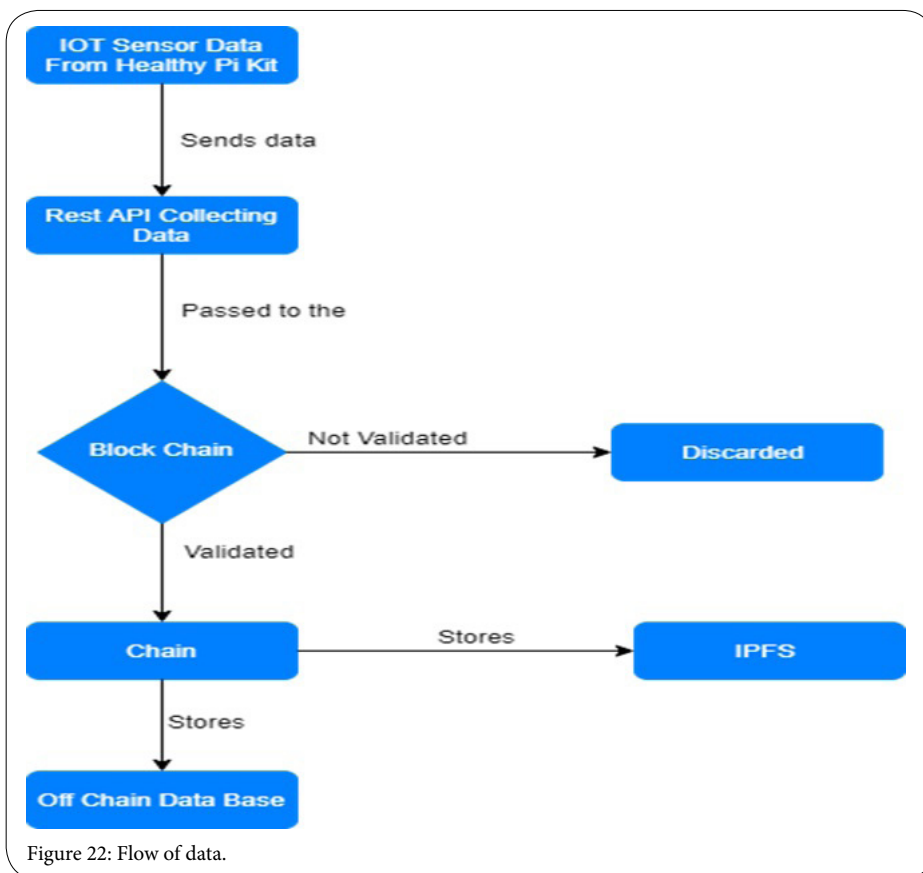 IOT Sensor Data
From Healthy Pi Kit
Sends data
Rest API Collecting
Data
Passed to the
Block Chain
Not Validated
Discarded
Validated
Chain
Stores
IPFS
Stores
Off Chain Data Base
Figure 22: Flow of data.